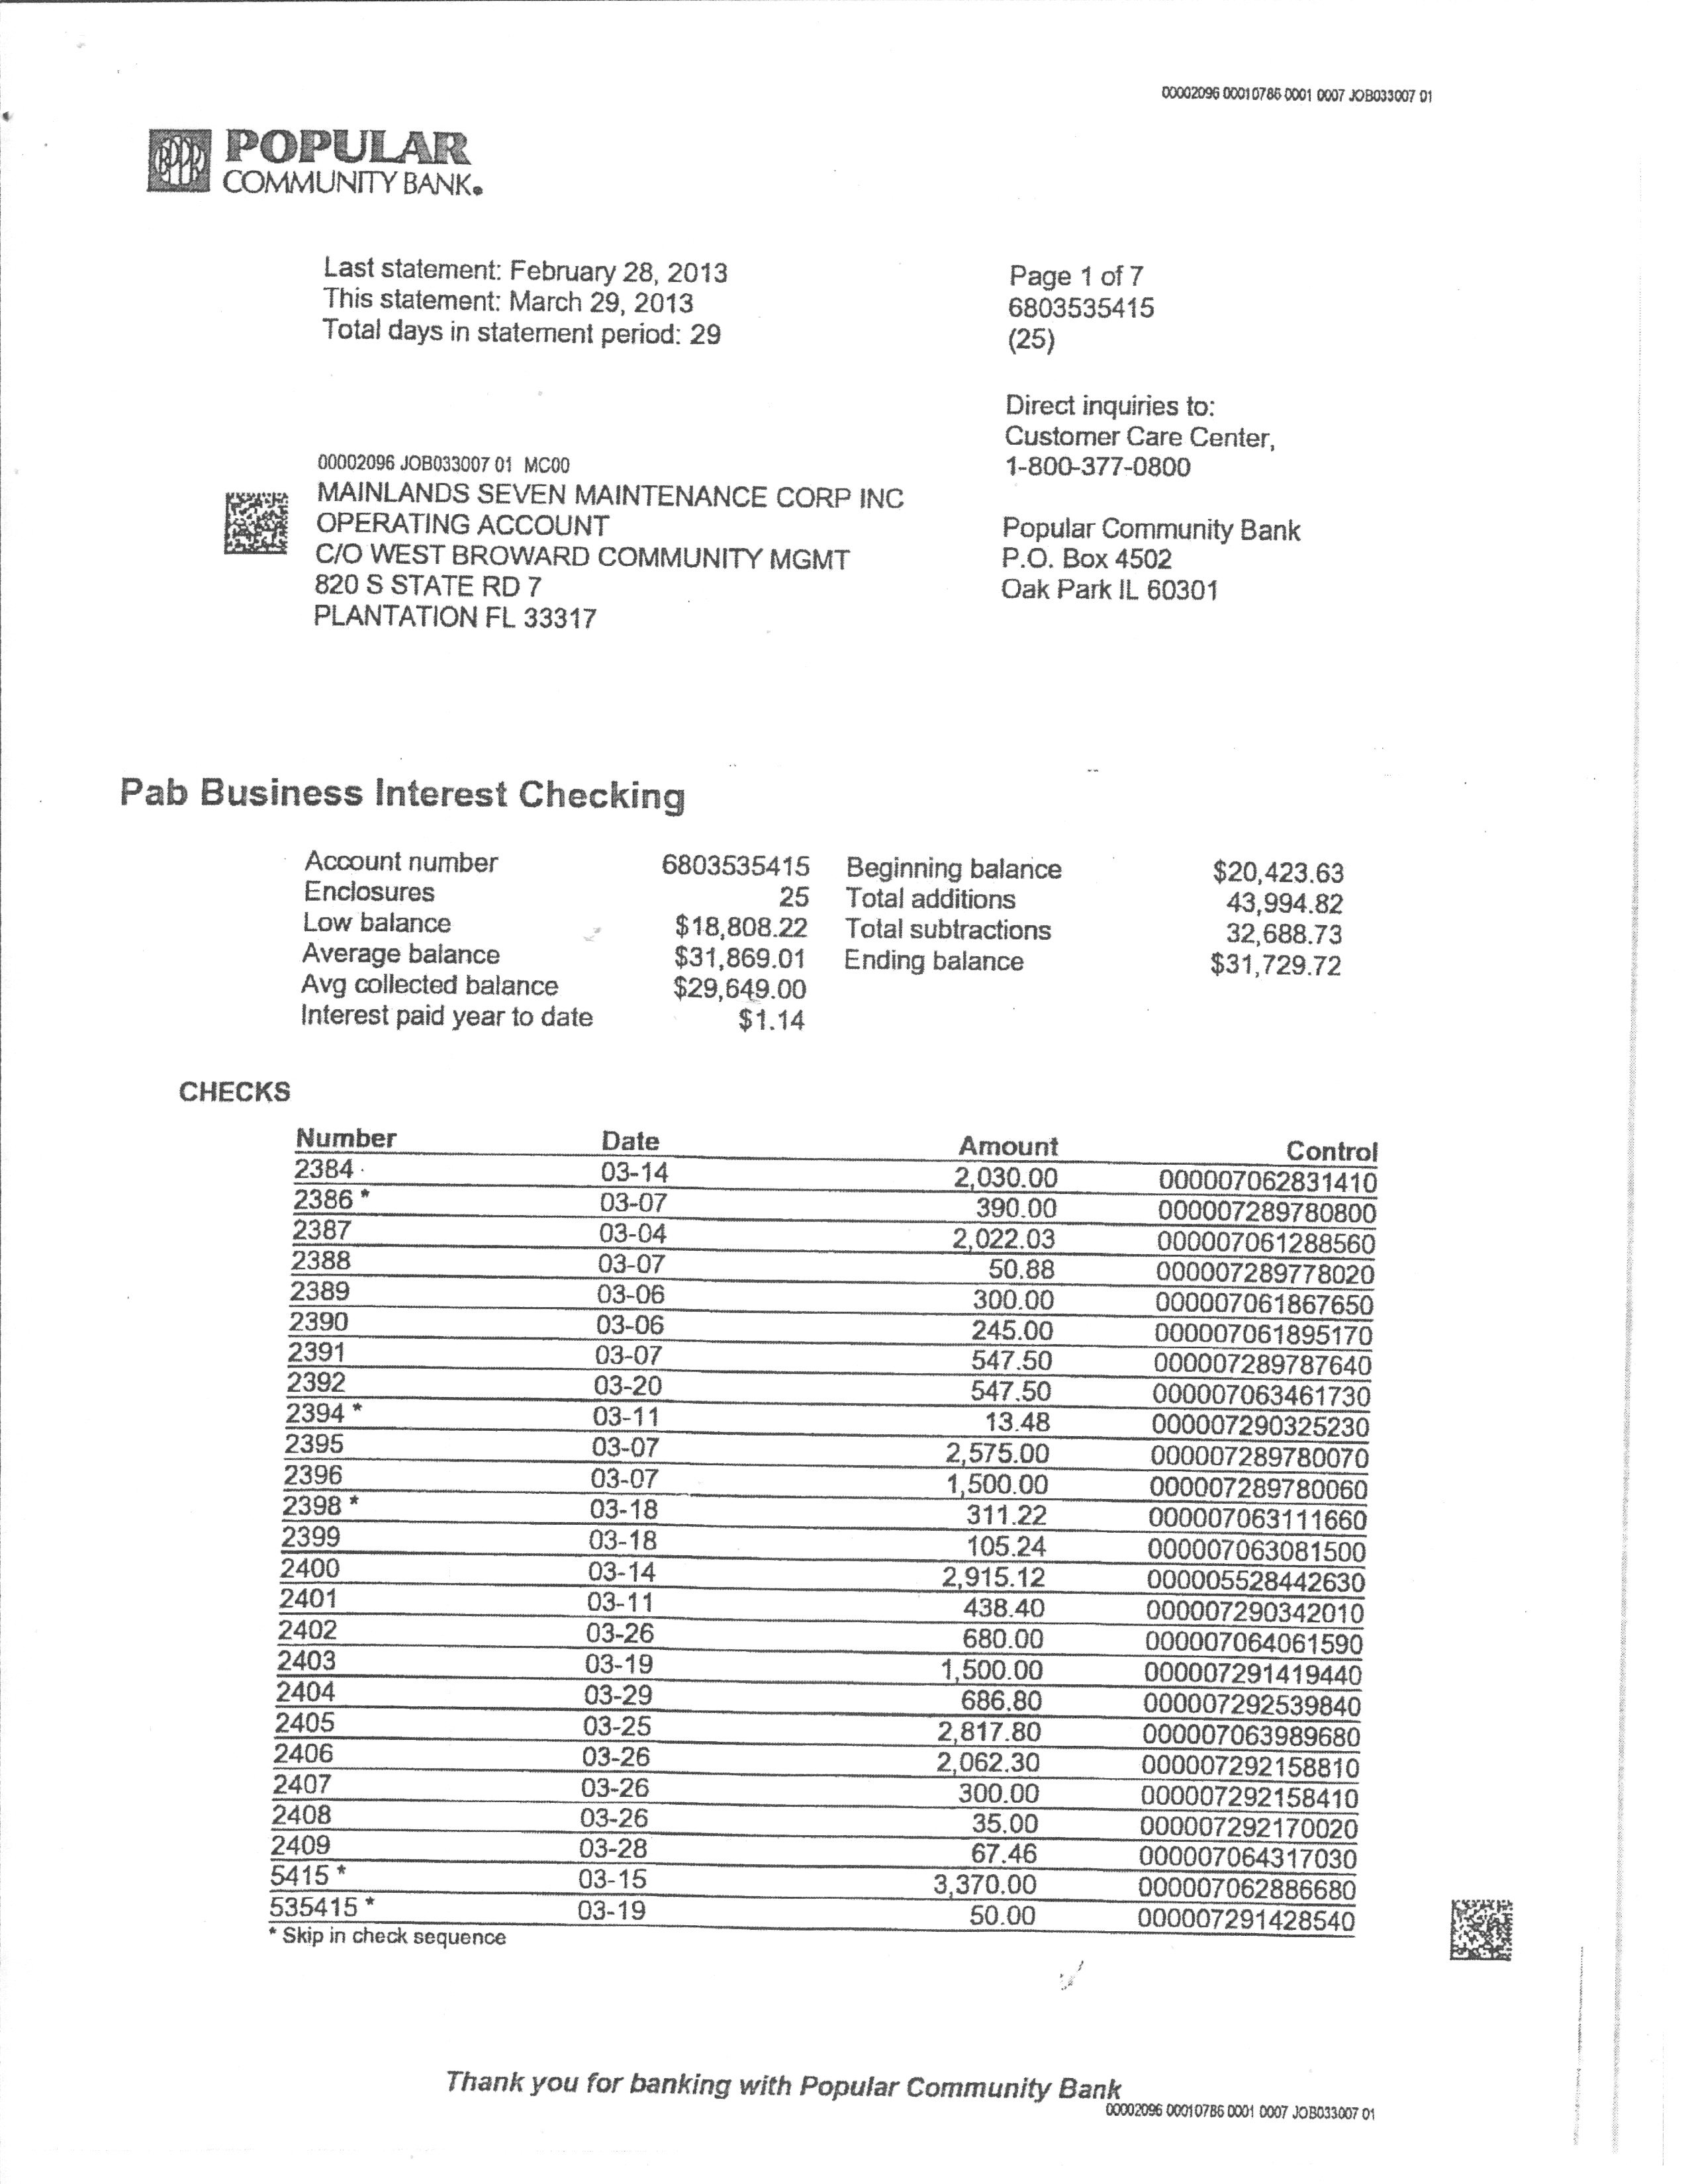 00002096 00010786 0001 0007 JOB033007 01
POPULAR
COMMUNITY BANK.
Last statement: February 28, 2013
This statement: March 29, 2013
Total days in statement period: 29
Page 1 of 7
6803535415
(25)
Direct inquiries to:
Customer Care Center,
1-800-377-0800
Popular Community Bank
P.O. Box 4502
Oak Park IL 60301
00002096 JOB033007 01 MC00
MAINLANDS SEVEN MAINTENANCE CORP INC
OPERATING ACCOUNT
C/O WEST BROWARD COMMUNITY MGMT
820 S STATE RD 7
PLANTATION FL 33317
Pab Business Interest Checking
Account number 6803535415 Beginning balance $20,423.63
Enclosures 25 Total additions 43,994.82
Low balance $18,808.22 Total subtractions 32,688.73
Average balance $31,869.01 Ending balance $31,729.72
Avg collected balance $29,649.00
Interest paid year to date $1.14
CHECKS
Number Date Amount Control
2384 03-14 2,030.00 000007062831410
2386 * 03-07 390.00 000007289780800
2387 03-04 2,022.03 000007061288560
2388 03-07 50.88 000007289778020
2389 03-06 300.00 000007061867650
2390 03-06 245.00 000007061895170
2391 03-07 547.50 000007289787640
2392 03-20 547.50 000007063461730
2394 * 03-11 13.48 000007290325230
2395 03-07 2,575.00 000007289780070
2396 03-07 1,500.00 000007289780060
2398 * 03-18 311.22 000007063111660
2399 03-18 105.24 000007063081500
2400 03-14 2,915.12 000005528442630
2401 03-11 438.40 000007290342010
2402 03-26 680.00 000007064061590
2403 03-19 1,500.00 000007291419440
2404 03-29 686.80 000007292539840
2405 03-25 2,817.80 000007063989680
2406 03-26 2,062.30 000007292158810
2407 03-26 300.00 000007292158410
2408 03-26 35.00 000007292170020
2409 03-28 67.46 000007064317030
5415 * 03-15 3,370.00 000007062886680
535415 * 03-19 50.00 000007291428540
* Skip in check sequence
Thank you for banking with Popular Community Bank
00002096 00010786 0001 0007 JOB033007 01